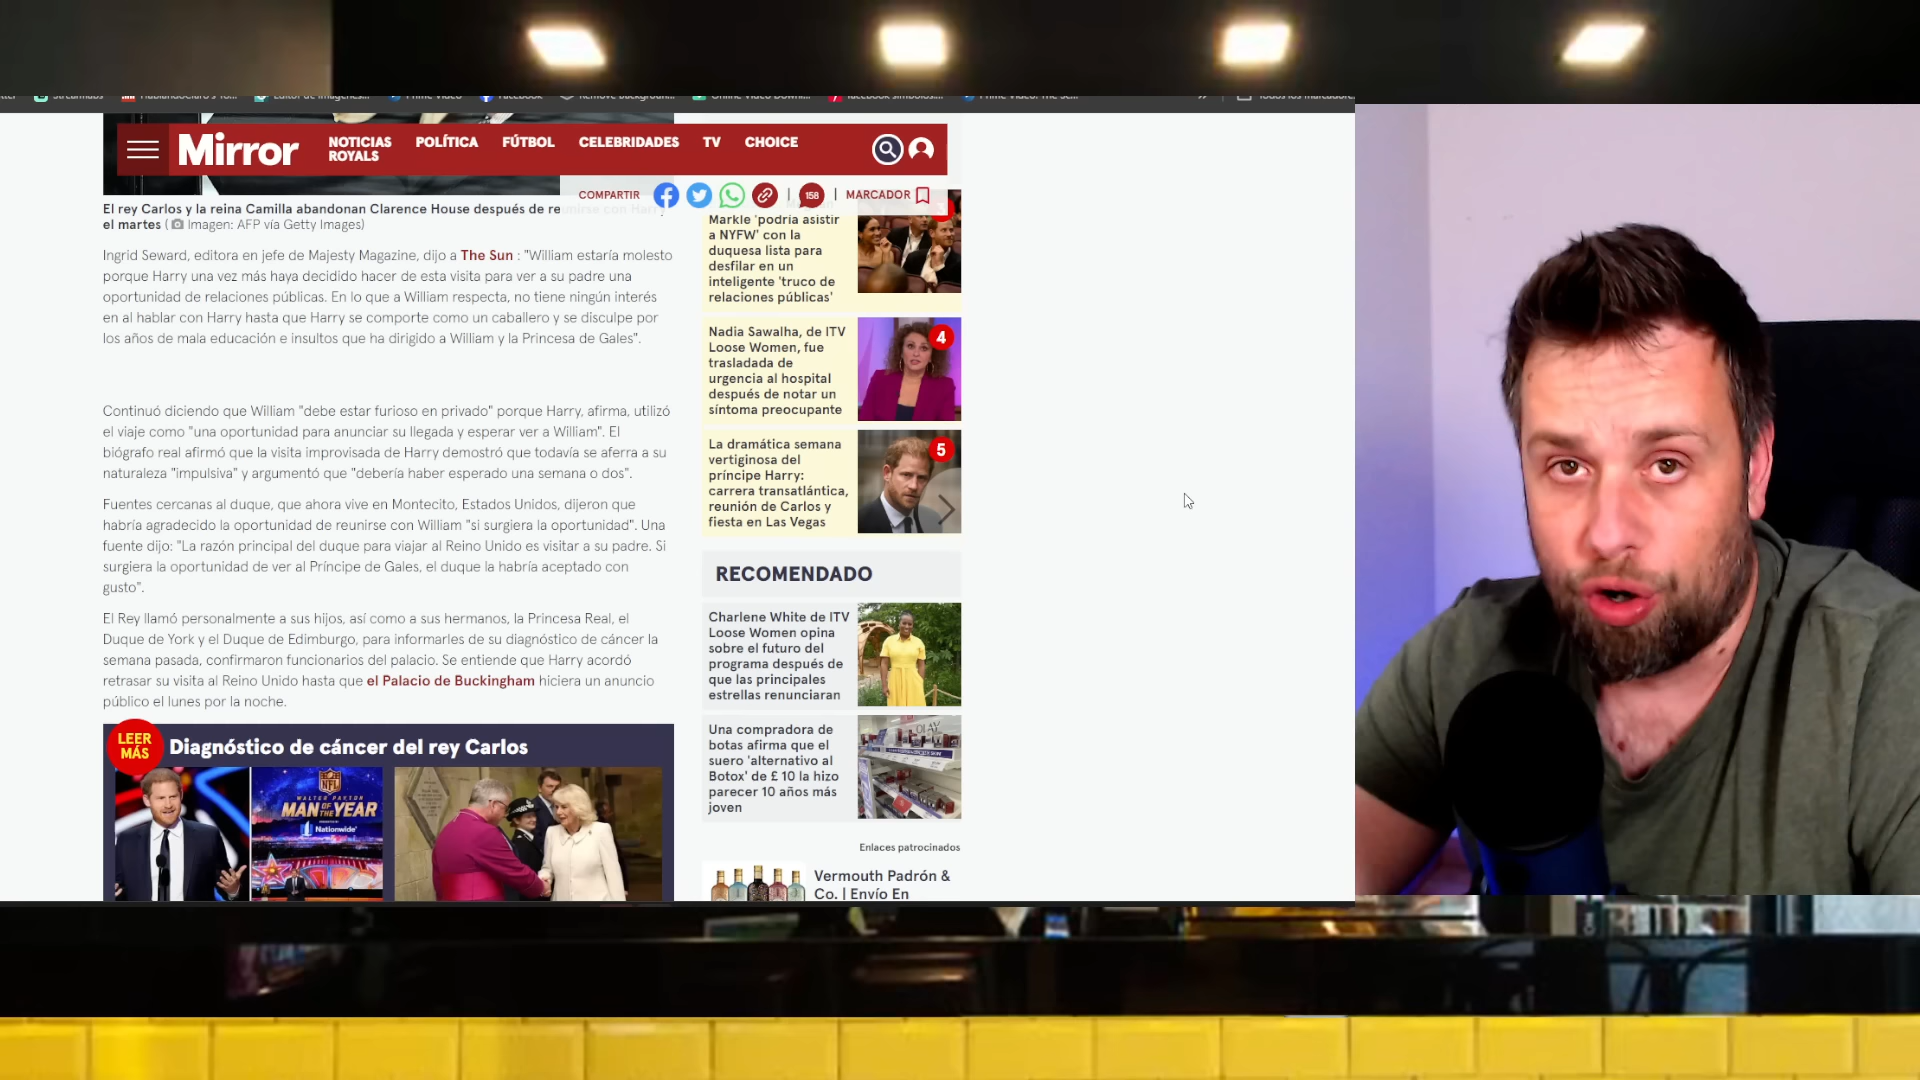 Streamlabs
Prime Video
Facebook
Mirror
NOTICIAS
POLÍTICA
FÚTBOL
CELEBRIDADES
TV
CHOICE
ROYALS
COMPARTIR
158
MARCADOR
El rey Carlos y la reina Camilla abandonan Clarence House después de reunirse con Harry
el martes ( Imagen: AFP vía Getty Images)
Ingrid Seward, editora en jefe de Majesty Magazine, dijo a The Sun : "William estaría molesto
porque Harry una vez más haya decidido hacer de esta visita para ver a su padre una
oportunidad de relaciones públicas. En lo que a William respecta, no tiene ningún interés
en al hablar con Harry hasta que Harry se comporte como un caballero y se disculpe por
los años de mala educación e insultos que ha dirigido a William y la Princesa de Gales".
Continuó diciendo que William "debe estar furioso en privado" porque Harry, afirma, utilizó
el viaje como "una oportunidad para anunciar su llegada y esperar ver a William". El
biógrafo real afirmó que la visita improvisada de Harry demostró que todavía se aferra a su
naturaleza "impulsiva" y argumentó que "debería haber esperado una semana o dos".
Fuentes cercanas al duque, que ahora vive en Montecito, Estados Unidos, dijeron que
habría agradecido la oportunidad de reunirse con William "si surgiera la oportunidad". Una
fuente dijo: "La razón principal del duque para viajar al Reino Unido es visitar a su padre. Si
surgiera la oportunidad de ver al Príncipe de Gales, el duque la habría aceptado con
gusto".
El Rey llamó personalmente a sus hijos, así como a sus hermanos, la Princesa Real, el
Duque de York y el Duque de Edimburgo, para informarles de su diagnóstico de cáncer la
semana pasada, confirmaron funcionarios del palacio. Se entiende que Harry acordó
retrasar su visita al Reino Unido hasta que el Palacio de Buckingham hiciera un anuncio
público el lunes por la noche.
LEER
MÁS
Diagnóstico de cáncer del rey Carlos
NFL
WALTER PAYTON
MAN OF THE YEAR
Nationwide
Markle 'podría asistir
a NYFW' con la
duquesa lista para
desfilar en un
inteligente 'truco de
relaciones públicas'
Nadia Sawalha, de ITV
Loose Women, fue
trasladada de
urgencia al hospital
después de notar un
síntoma preocupante
4
La dramática semana
vertiginosa del
príncipe Harry:
carrera transatlántica,
reunión de Carlos y
fiesta en Las Vegas
5
RECOMENDADO
Charlene White de ITV
Loose Women opina
sobre el futuro del
programa después de
que las principales
estrellas renunciaran
Una compradora de
botas afirma que el
suero 'alternativo al
Botox' de £ 10 la hizo
parecer 10 años más
joven
Enlaces patrocinados
Vermouth Padrón &
Co. | Envío En